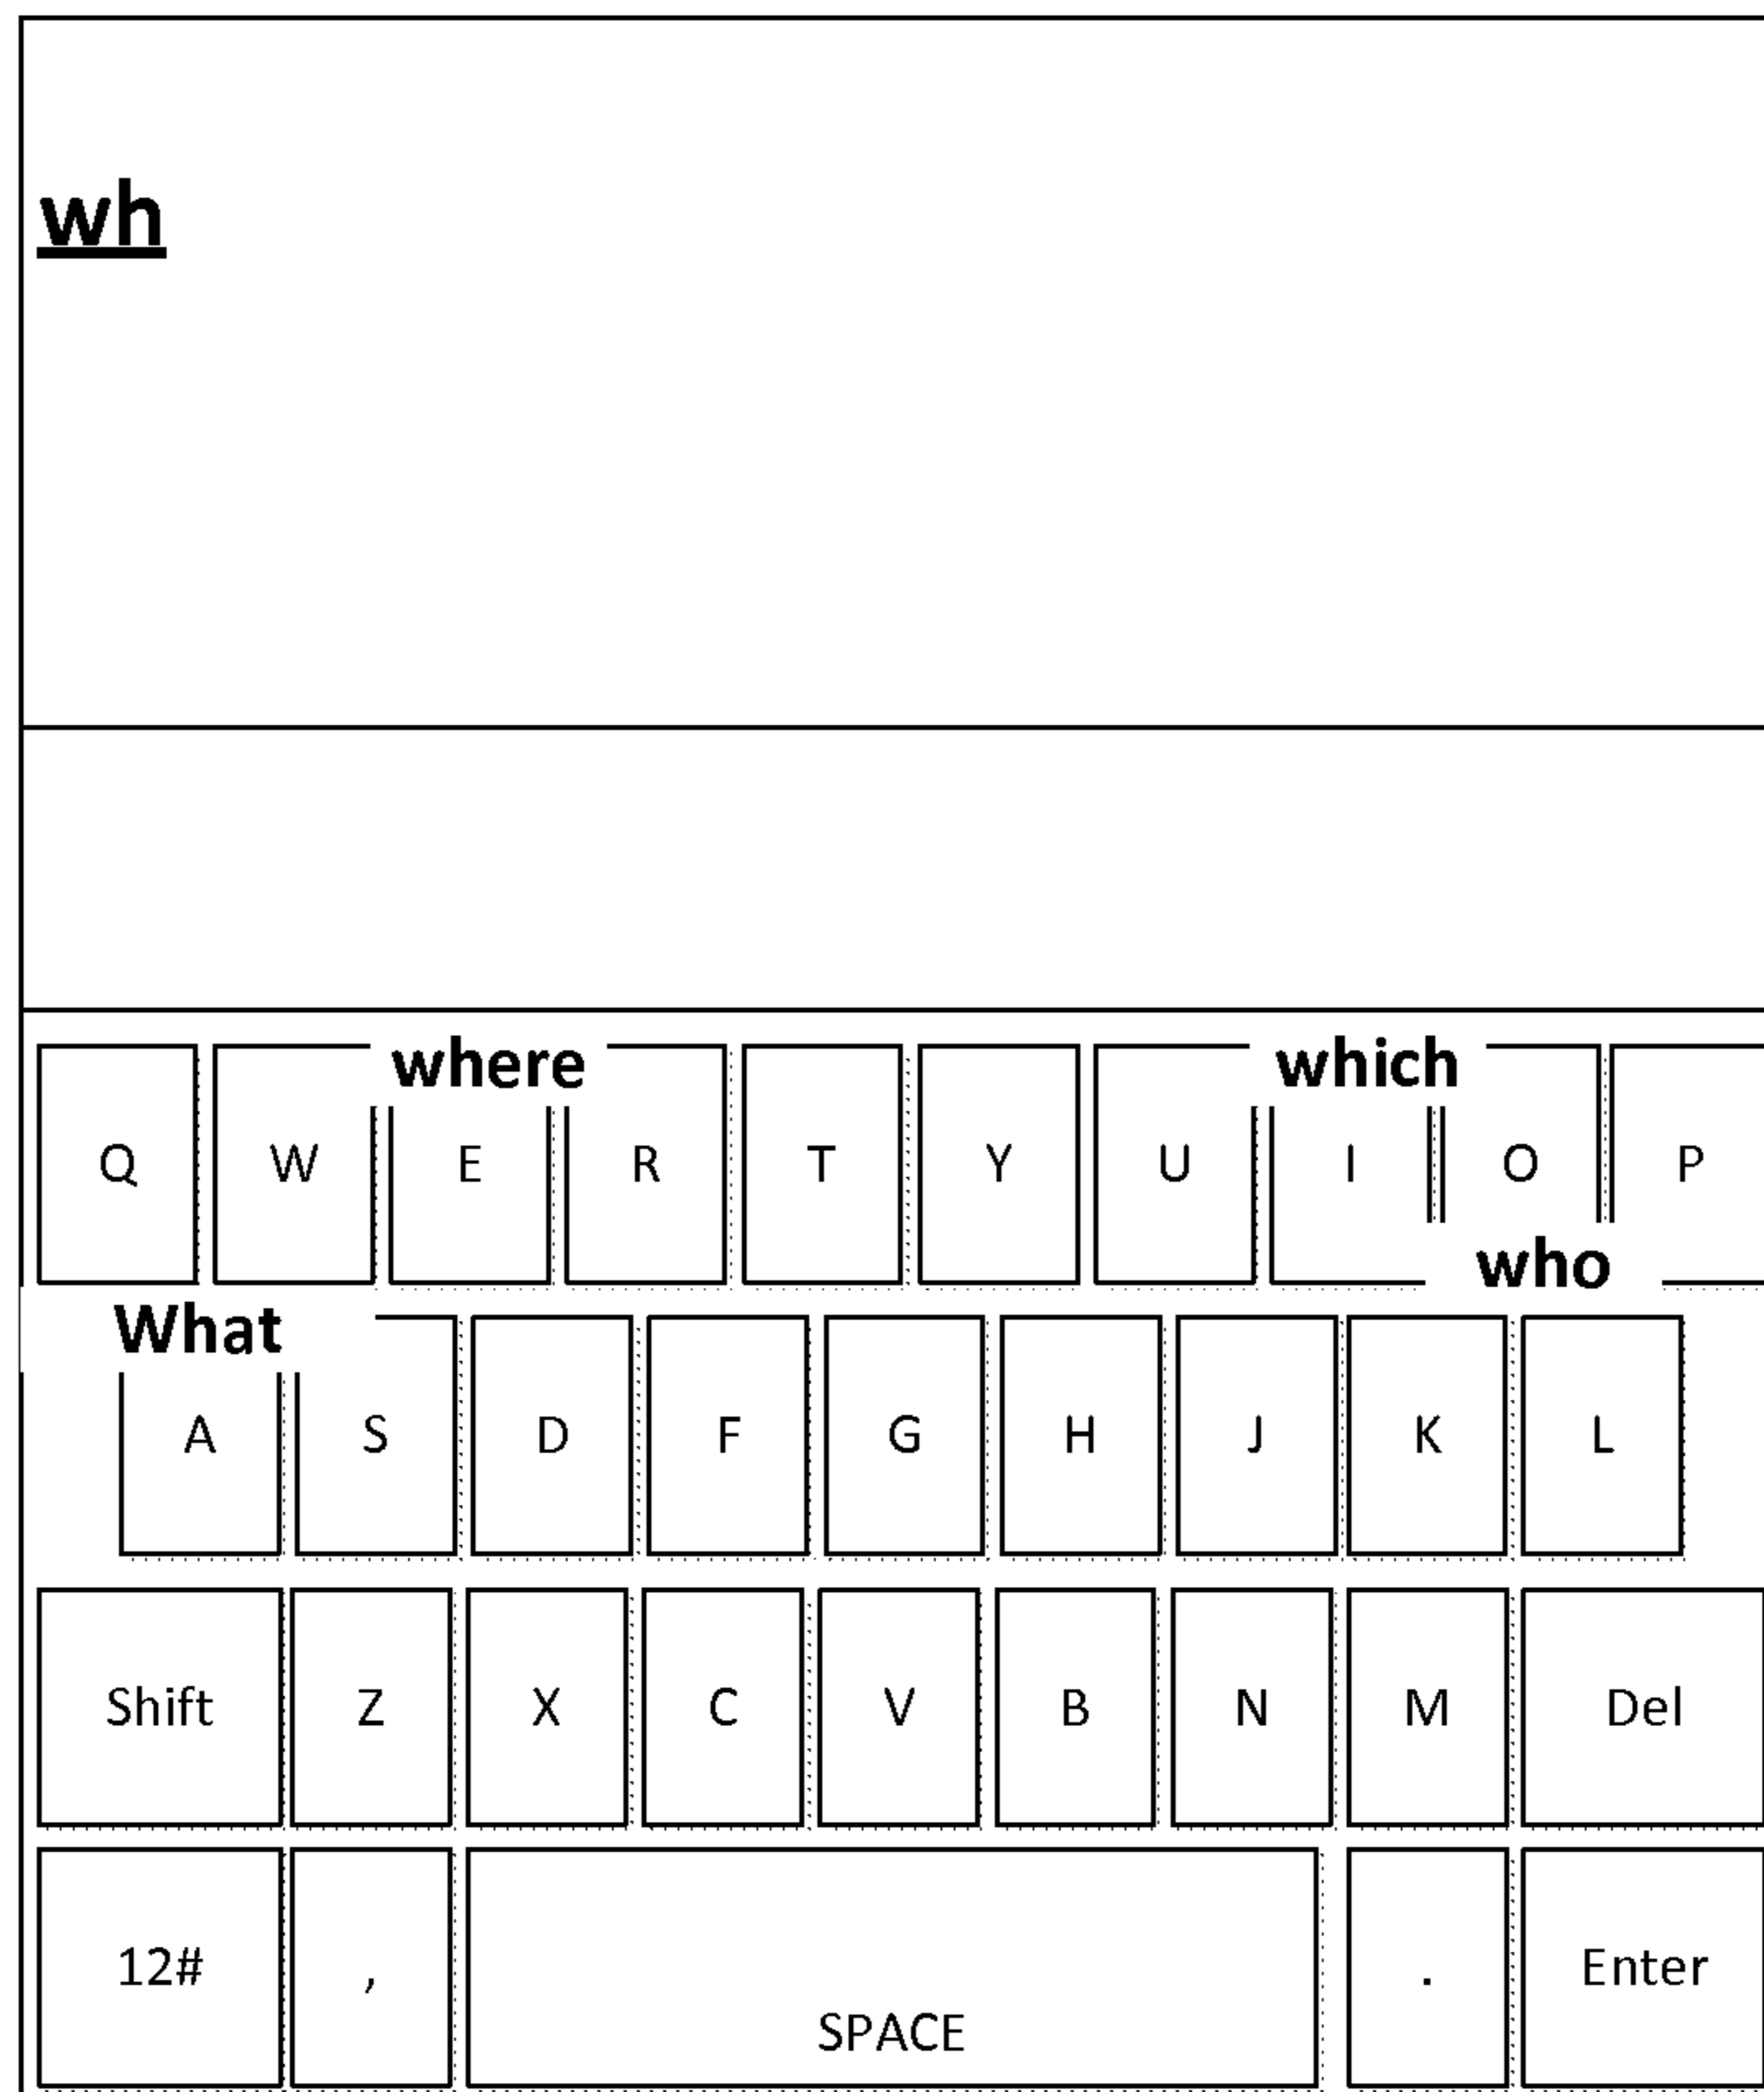 wh
where which
Q W E R T Y U I O P
who
What
A S D F G H J K L
Shift Z X C V B N M Del
12# , SPACE . Enter